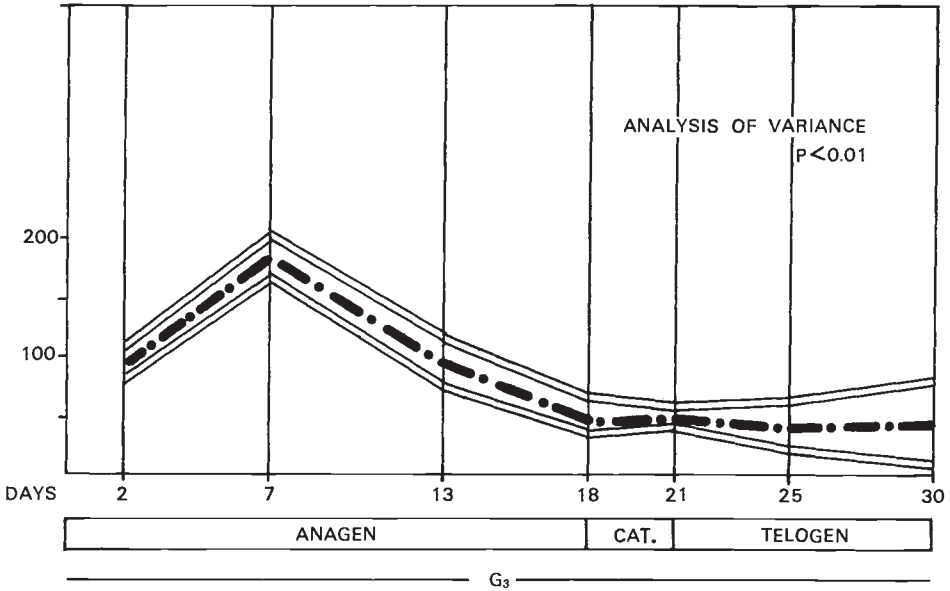 ANALYSIS OF VARIANCE
P<0.01
200
100
DAYS 2 7 13 18 21 25 30
ANAGEN CAT. TELOGEN
G₃